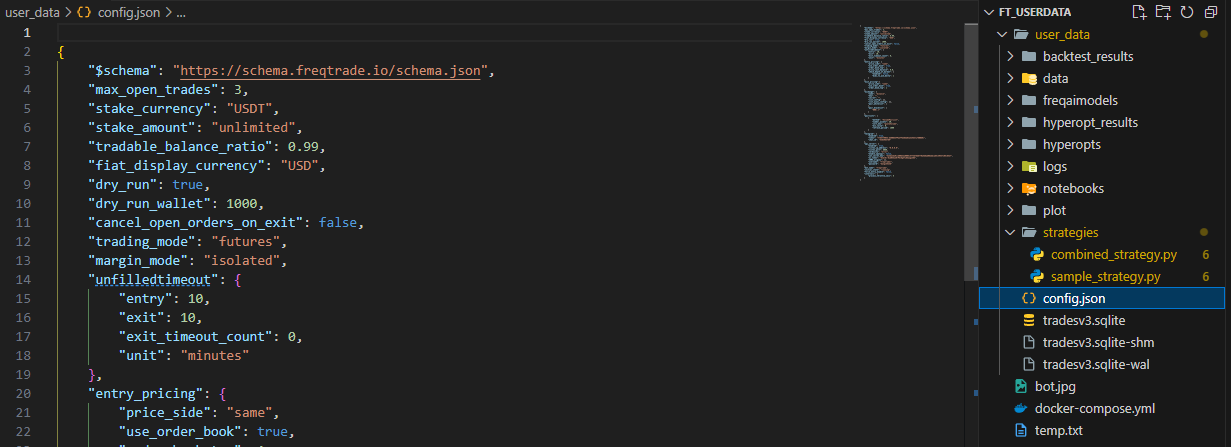 user_data > {} config.json > ...
1
2 {
3 "$schema": "https://schema.freqtrade.io/schema.json",
4 "max_open_trades": 3,
5 "stake_currency": "USDT",
6 "stake_amount": "unlimited",
7 "tradable_balance_ratio": 0.99,
8 "fiat_display_currency": "USD",
9 "dry_run": true,
10 "dry_run_wallet": 1000,
11 "cancel_open_orders_on_exit": false,
12 "trading_mode": "futures",
13 "margin_mode": "isolated",
14 "unfilledtimeout": {
15 "entry": 10,
16 "exit": 10,
17 "exit_timeout_count": 0,
18 "unit": "minutes"
19 },
20 "entry_pricing": {
21 "price_side": "same",
22 "use_order_book": true,
FT_USERDATA
user_data
backtest_results
data
freqaimodels
hyperopt_results
hyperopts
logs
notebooks
plot
strategies
combined_strategy.py 6
sample_strategy.py 6
{} config.json
tradesv3.sqlite
tradesv3.sqlite-shm
tradesv3.sqlite-wal
bot.jpg
docker-compose.yml
temp.txt